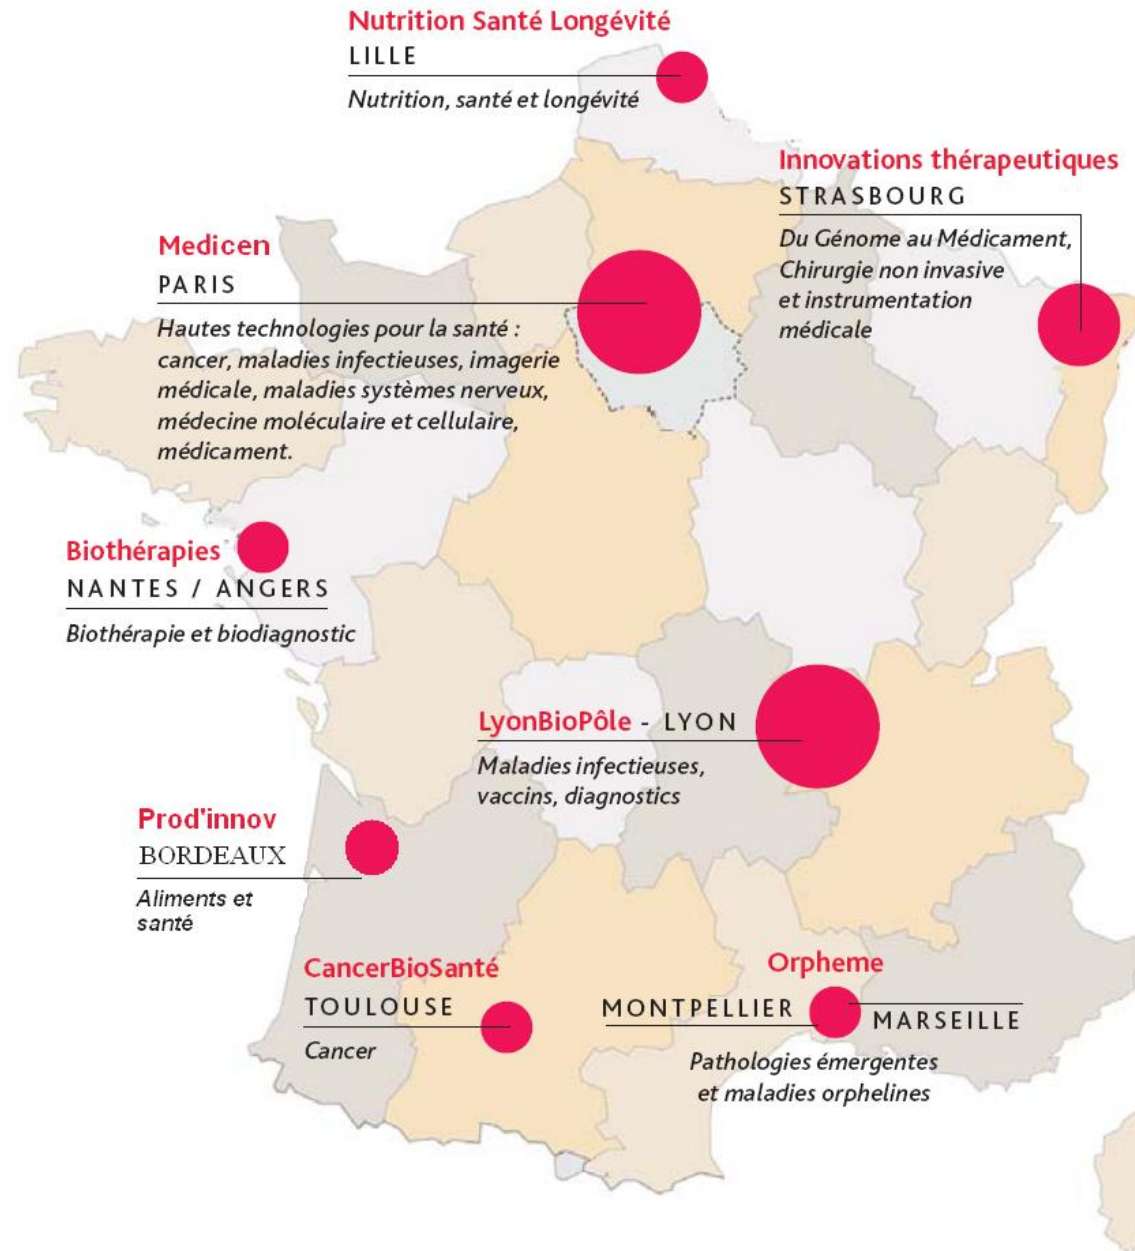 Nutrition Santé Longévité
LILLE
Nutrition, santé et longévité
Innovations thérapeutiques
STRASBOURG
Du Génome au Médicament,
Chirurgie non invasive
et instrumentation
médicale
Medicen
PARIS
Hautes technologies pour la santé :
cancer, maladies infectieuses, imagerie
médicale, maladies systèmes nerveux,
médecine moléculaire et cellulaire,
médicament.
Biothérapies
NANTES / ANGERS
Biothérapie et biodiagnostic
LyonBioPôle - LYON
Maladies infectieuses,
vaccins, diagnostics
Prod'innov
BORDEAUX
Aliments et
santé
CancerBioSanté
TOULOUSE
Cancer
Orpheme
MONTPELLIER
MARSEILLE
Pathologies émergentes
et maladies orphelines